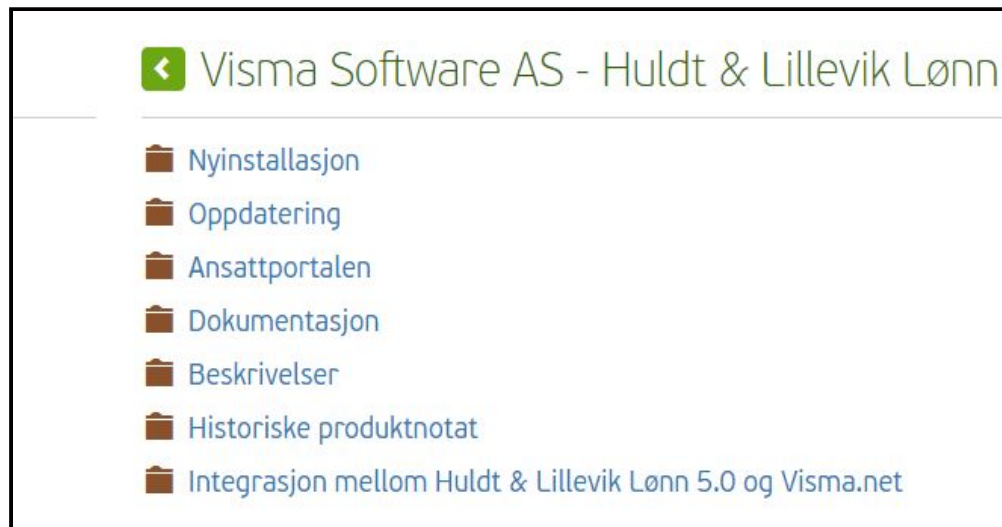 Visma Software AS - Huldt & Lillevik Lønn
Nyinstallasjon
Oppdatering
Ansattportalen
Dokumentasjon
Beskrivelser
Historiske produktnotat
Integrasjon mellom Huldt & Lillevik Lønn 5.0 og Visma.net